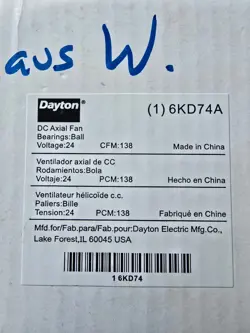 aus W.
Dayton®
(1) 6KD74A
DC Axial Fan
Bearings:Ball
Voltage:24 CFM:138 Made in China
Ventilador axial de CC
Rodamientos:Bola
Voltaje:24 PCM:138 Hecho en China
Ventilateur hélicoïde c.c.
Paliers:Bille
Tension:24 PCM:138 Fabriqué en Chine
Mfd.for/Fab.para/Fab.pour:Dayton Electric Mfg.Co.,
Lake Forest,IL 60045 USA
1 6KD74